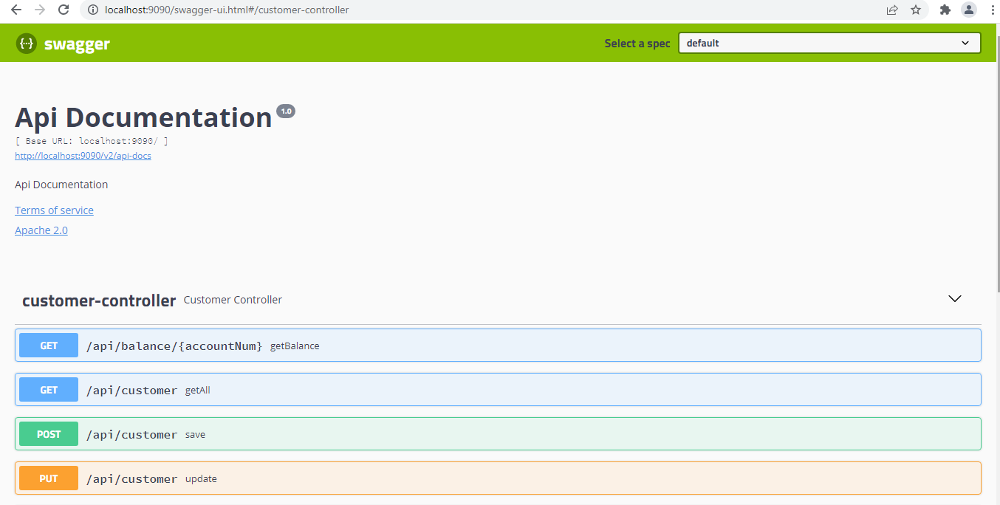 localhost:9090/swagger-ui.html#/customer-controller
{...} swagger Select a spec default
Api Documentation 1.0
[ Base URL: localhost:9090/ ]
http://localhost:9090/v2/api-docs
Api Documentation
Terms of service
Apache 2.0
customer-controller Customer Controller
GET /api/balance/{accountNum} getBalance
GET /api/customer getAll
POST /api/customer save
PUT /api/customer update